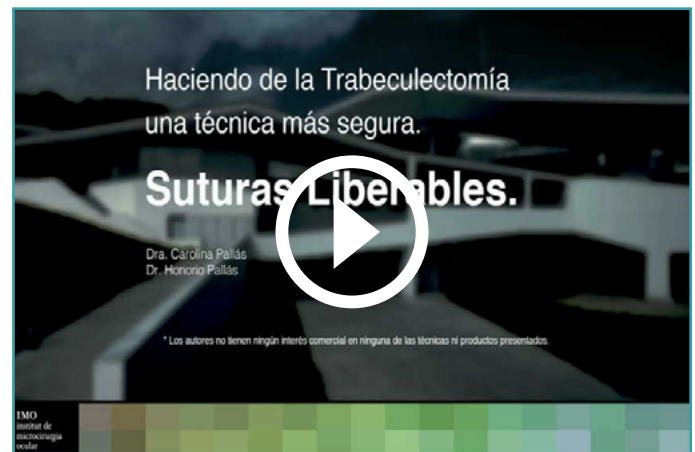 Haciendo de la Trabeculectomía
una técnica más segura.
Suturas Liberables.
Dra. Carolina Pallás
Dr. Honorio Pallás
* Los autores no tienen ningún interés comercial en ninguna de las técnicas ni productos presentados.
IMO
institut de
microcirurgia
ocular